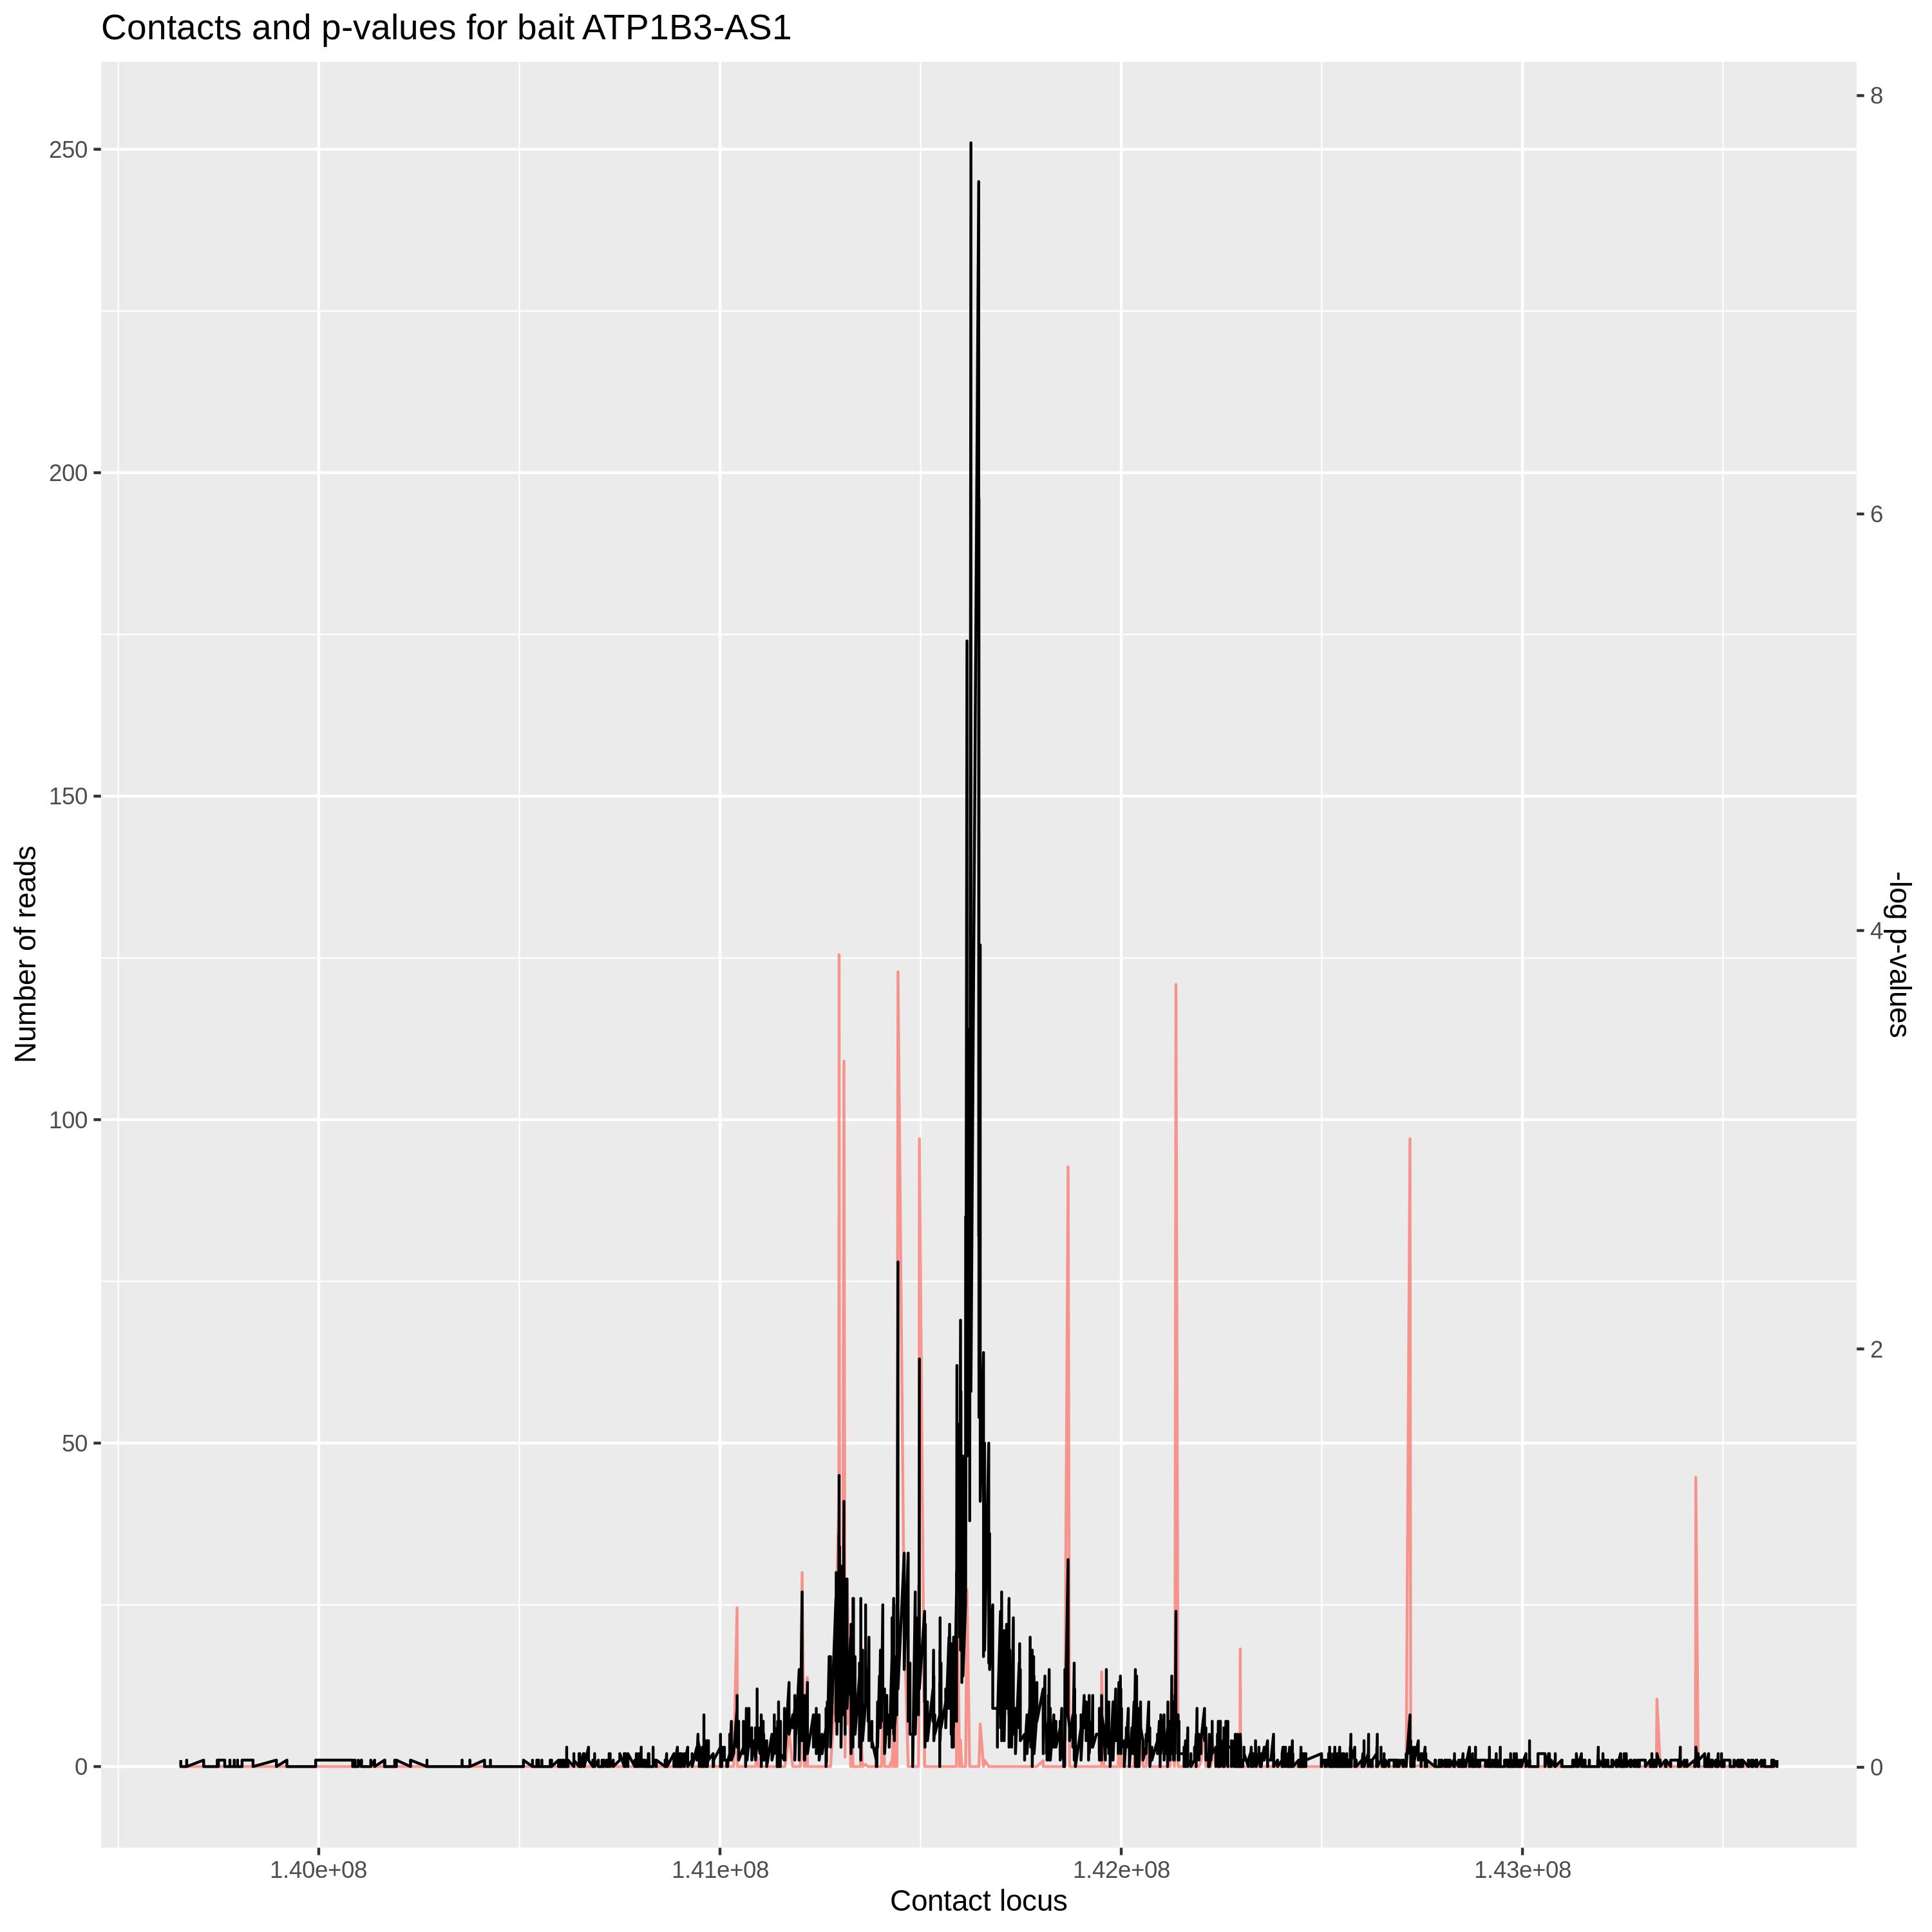 Contacts and p-values for bait ATP1B3-AS1
Number of reads
250
200
150
100
50
0
8
6
4
2
0
-log p-values
1.40e+08 1.41e+08 1.42e+08 1.43e+08
Contact locus